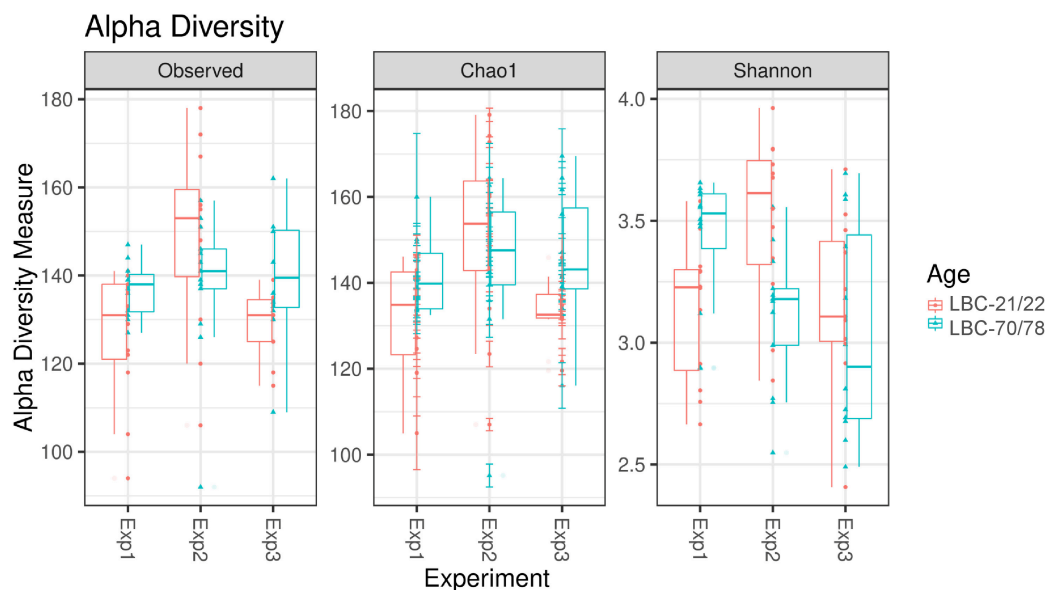 Alpha Diversity
Observed
Chao1
Shannon
Alpha Diversity Measure
180
160
140
120
100
180
160
140
120
100
4.0
3.5
3.0
2.5
Exp1
Exp2
Exp3
Exp1
Exp2
Exp3
Exp1
Exp2
Exp3
Experiment
Age
LBC-21/22
LBC-70/78